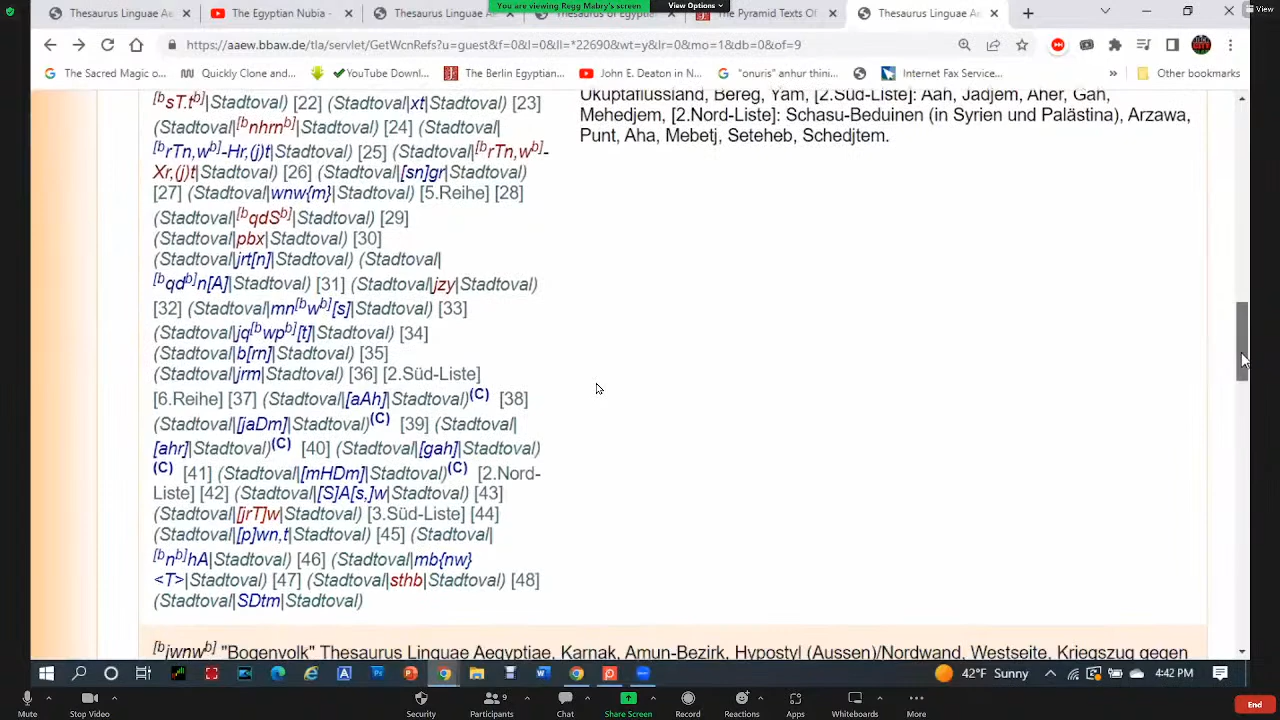 You are viewing Regg Mabry's screen
View Options
View
Thesaurus Linguae Ae
The Egyptian Nubia -
Thesaurus Linguae Ae
Thesaurus of Egyptie
The Pyramid Texts Of
Thesaurus Linguae Ae
https://aaew.bbaw.de/tla/servlet/GetWcnRefs?u=guest&f=0&l=0&ll=*22690&wt=y&lr=0&mo=1&db=0&of=9
The Sacred Magic o...
Quickly Clone and...
YouTube Downl...
The Berlin Egyptian...
John E. Deaton in N...
"onuris" anhur thini...
Internet Fax Service...
»
Other bookmarks
[bsT.tb]|Stadtoval) [22] (Stadtoval|xt|Stadtoval) [23]
(Stadtoval|[bnhrnb]|Stadtoval) [24] (Stadtoval|
[brTn,wb]-Hr,(j)t|Stadtoval) [25] (Stadtoval|[brTn,wb]-
Xr,(j)t|Stadtoval) [26] (Stadtoval|[sn]gr|Stadtoval)
[27] (Stadtoval|wnw{m}|Stadtoval) [5.Reihe] [28]
(Stadtoval|[bqdSb]|Stadtoval) [29]
(Stadtoval|pbx|Stadtoval) [30]
(Stadtoval|jrt[n]|Stadtoval) (Stadtoval|
[bqdb]n[A]|Stadtoval) [31] (Stadtoval|jzy|Stadtoval)
[32] (Stadtoval|mn[bwb][s]|Stadtoval) [33]
(Stadtoval|jq[bwpb][t]|Stadtoval) [34]
(Stadtoval|b[rn]|Stadtoval) [35]
(Stadtoval|jrm|Stadtoval) [36] [2.Süd-Liste]
[6.Reihe] [37] (Stadtoval|[aAh]|Stadtoval)(C) [38]
(Stadtoval|[jaDm]|Stadtoval)(C) [39] (Stadtoval|
[ahr]|Stadtoval)(C) [40] (Stadtoval|[gah]|Stadtoval)
(C) [41] (Stadtoval|[mHDm]|Stadtoval)(C) [2.Nord-
Liste] [42] (Stadtoval|[S]A[s,]w|Stadtoval) [43]
(Stadtoval|[jrT]w|Stadtoval) [3.Süd-Liste] [44]
(Stadtoval|[p]wn,t|Stadtoval) [45] (Stadtoval|
[bnb]hA|Stadtoval) [46] (Stadtoval|mb{nw}
<T>|Stadtoval) [47] (Stadtoval|sthb|Stadtoval) [48]
(Stadtoval|SDtm|Stadtoval)
Ukuptaflussland, Bereg, Yam, [2.Süd-Liste]: Aah, Jadjem, Aher, Gah,
Mehedjem, [2.Nord-Liste]: Schasu-Beduinen (in Syrien und Palästina), Arzawa,
Punt, Aha, Mebetj, Seteheb, Schedjtem.
[bjwnwb] "Bogenvolk" Thesaurus Linguae Aegyptiae, Karnak, Amun-Bezirk, Hypostyl (Aussen)/Nordwand, Westseite, Kriegszug gegen
42°F Sunny
4:42 PM
Mute
Stop Video
Security
9
Participants
Chat
Share Screen
Record
Reactions
Apps
Whiteboards
More
End